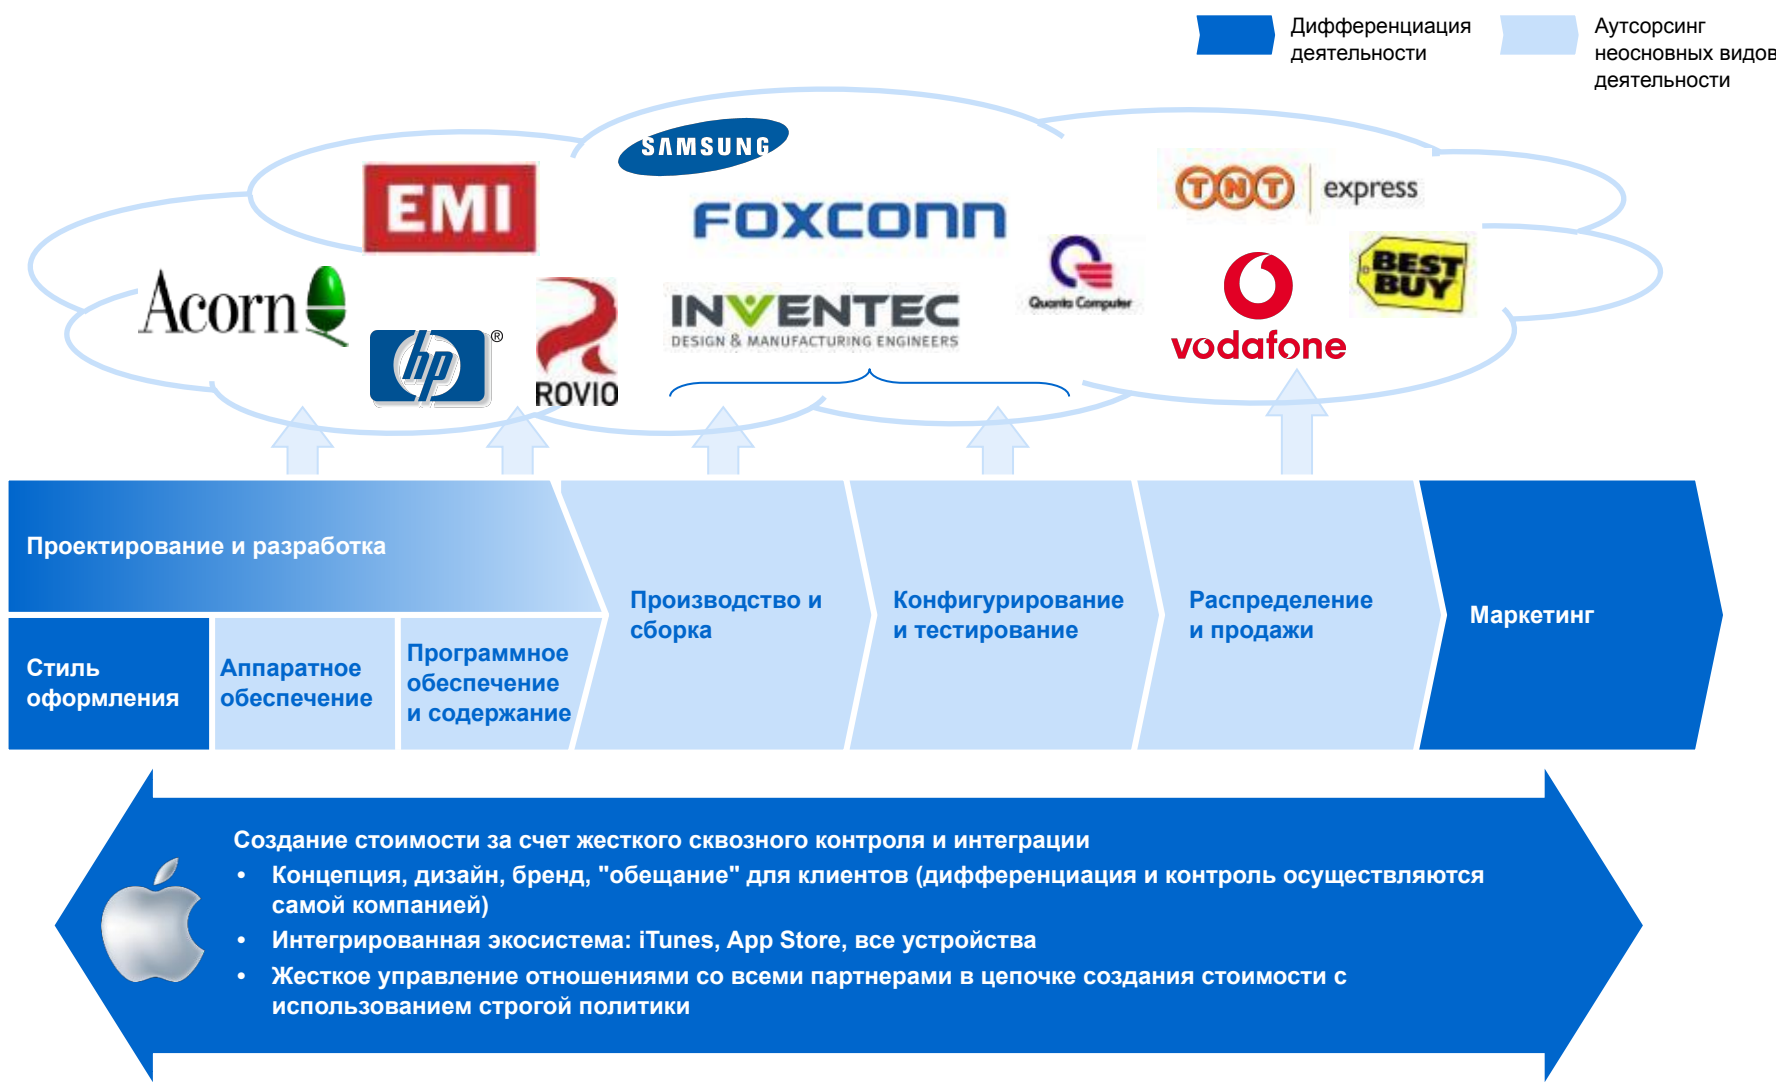 Дифференциация
деятельности
Аутсорсинг
неосновных видов
деятельности
SAMSUNG
EMI
FOXCONN
TNT express
Acorn
hp ®
ROVIO
INVENTEC
DESIGN & MANUFACTURING ENGINEERS
Quanta Computer
vodafone
BEST
BUY
Проектирование и разработка
Стиль
оформления
Аппаратное
обеспечение
Программное
обеспечение
и содержание
Производство и
сборка
Конфигурирование
и тестирование
Распределение
и продажи
Маркетинг
Создание стоимости за счет жесткого сквозного контроля и интеграции
• Концепция, дизайн, бренд, "обещание" для клиентов (дифференциация и контроль осуществляются
самой компанией)
• Интегрированная экосистема: iTunes, App Store, все устройства
• Жесткое управление отношениями со всеми партнерами в цепочке создания стоимости с
использованием строгой политики